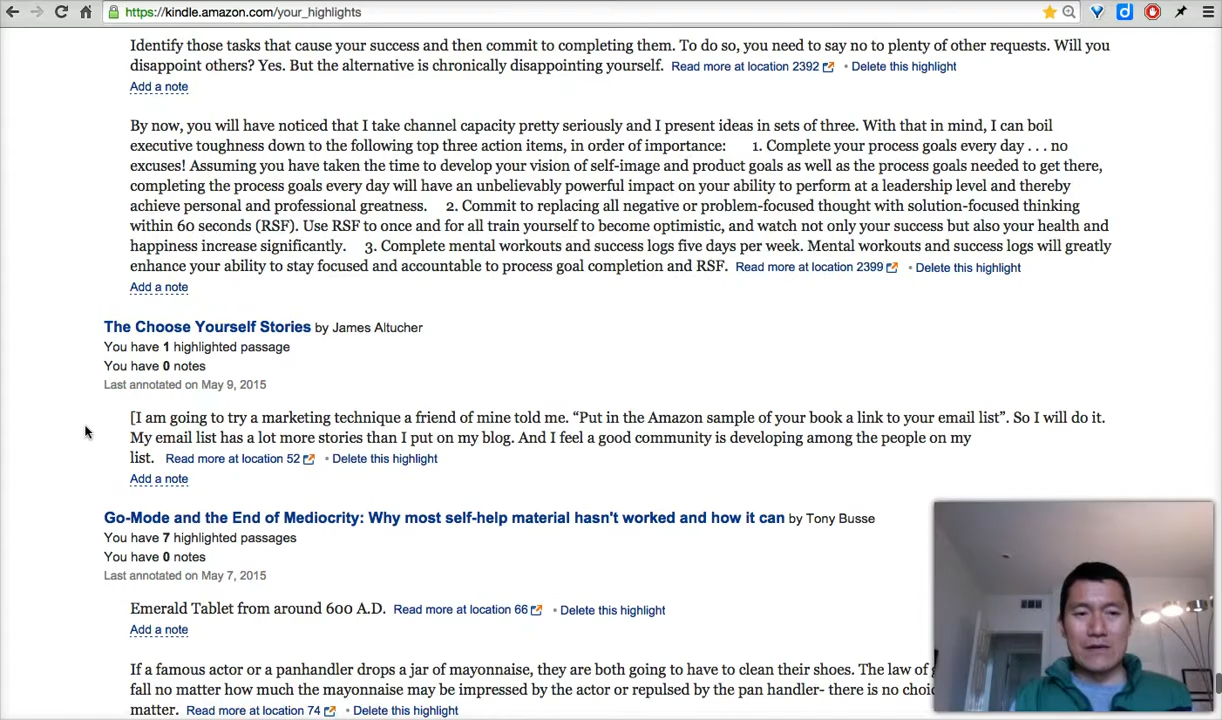 https://kindle.amazon.com/your_highlights
Identify those tasks that cause your success and then commit to completing them. To do so, you need to say no to plenty of other requests. Will you
disappoint others? Yes. But the alternative is chronically disappointing yourself. Read more at location 2392 • Delete this highlight
Add a note
By now, you will have noticed that I take channel capacity pretty seriously and I present ideas in sets of three. With that in mind, I can boil
executive toughness down to the following top three action items, in order of importance: 1. Complete your process goals every day . . . no
excuses! Assuming you have taken the time to develop your vision of self-image and product goals as well as the process goals needed to get there,
completing the process goals every day will have an unbelievably powerful impact on your ability to perform at a leadership level and thereby
achieve personal and professional greatness. 2. Commit to replacing all negative or problem-focused thought with solution-focused thinking
within 60 seconds (RSF). Use RSF to once and for all train yourself to become optimistic, and watch not only your success but also your health and
happiness increase significantly. 3. Complete mental workouts and success logs five days per week. Mental workouts and success logs will greatly
enhance your ability to stay focused and accountable to process goal completion and RSF. Read more at location 2399 • Delete this highlight
Add a note
The Choose Yourself Stories by James Altucher
You have 1 highlighted passage
You have 0 notes
Last annotated on May 9, 2015
[I am going to try a marketing technique a friend of mine told me. “Put in the Amazon sample of your book a link to your email list”. So I will do it.
My email list has a lot more stories than I put on my blog. And I feel a good community is developing among the people on my
list. Read more at location 52 • Delete this highlight
Add a note
Go-Mode and the End of Mediocrity: Why most self-help material hasn't worked and how it can by Tony Busse
You have 7 highlighted passages
You have 0 notes
Last annotated on May 7, 2015
Emerald Tablet from around 600 A.D. Read more at location 66 • Delete this highlight
Add a note
If a famous actor or a panhandler drops a jar of mayonnaise, they are both going to have to clean their shoes. The law of
fall no matter how much the mayonnaise may be impressed by the actor or repulsed by the pan handler- there is no
matter. Read more at location 74 • Delete this highlight